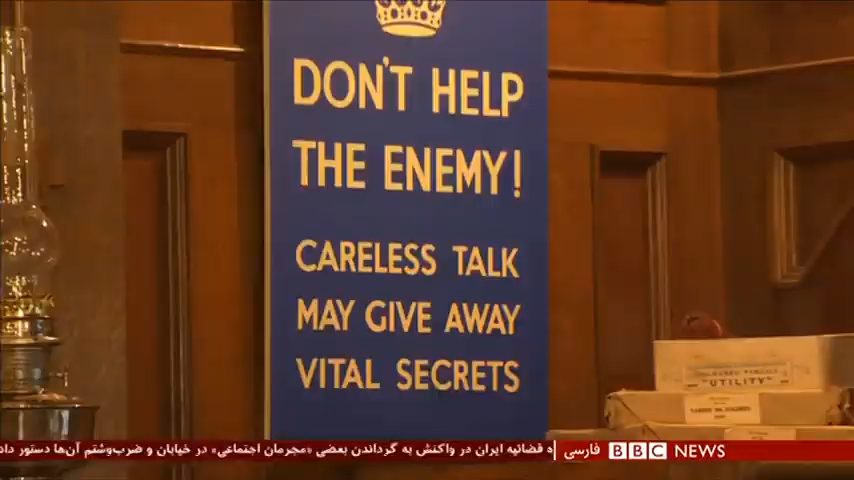 DON'T HELP
THE ENEMY!
CARELESS TALK
MAY GIVE AWAY
VITAL SECRETS
"UTILITY"
قضائیه ایران در واکنش به گرداندن بعضی «مجرمان اجتماعی» در خیابان و ضرب‌وشتم آن‌ها دستور داد
فارسی BBC NEWS